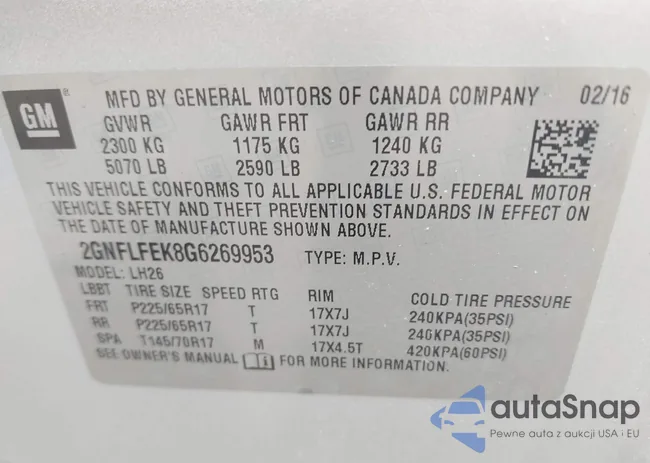 GM
MFD BY GENERAL MOTORS OF CANADA COMPANY 02/16
GVWR GAWR FRT GAWR RR
2300 KG 1175 KG 1240 KG
5070 LB 2590 LB 2733 LB
THIS VEHICLE CONFORMS TO ALL APPLICABLE U.S. FEDERAL MOTOR
VEHICLE SAFETY AND THEFT PREVENTION STANDARDS IN EFFECT ON
THE DATE OF MANUFACTURE SHOWN ABOVE.
2GNFLFEK8G6269953 TYPE: M.P.V.
MODEL: LH26
LBBT TIRE SIZE SPEED RTG RIM COLD TIRE PRESSURE
FRT P225/65R17 T 17X7J 240KPA(35PSI)
RR P225/65R17 T 17X7J 240KPA(35PSI)
SPA T145/70R17 M 17X4.5T 420KPA(60PSI)
SEE OWNER'S MANUAL i FOR MORE INFORMATION.
autaSnap
Pewne auta z aukcji USA i EU